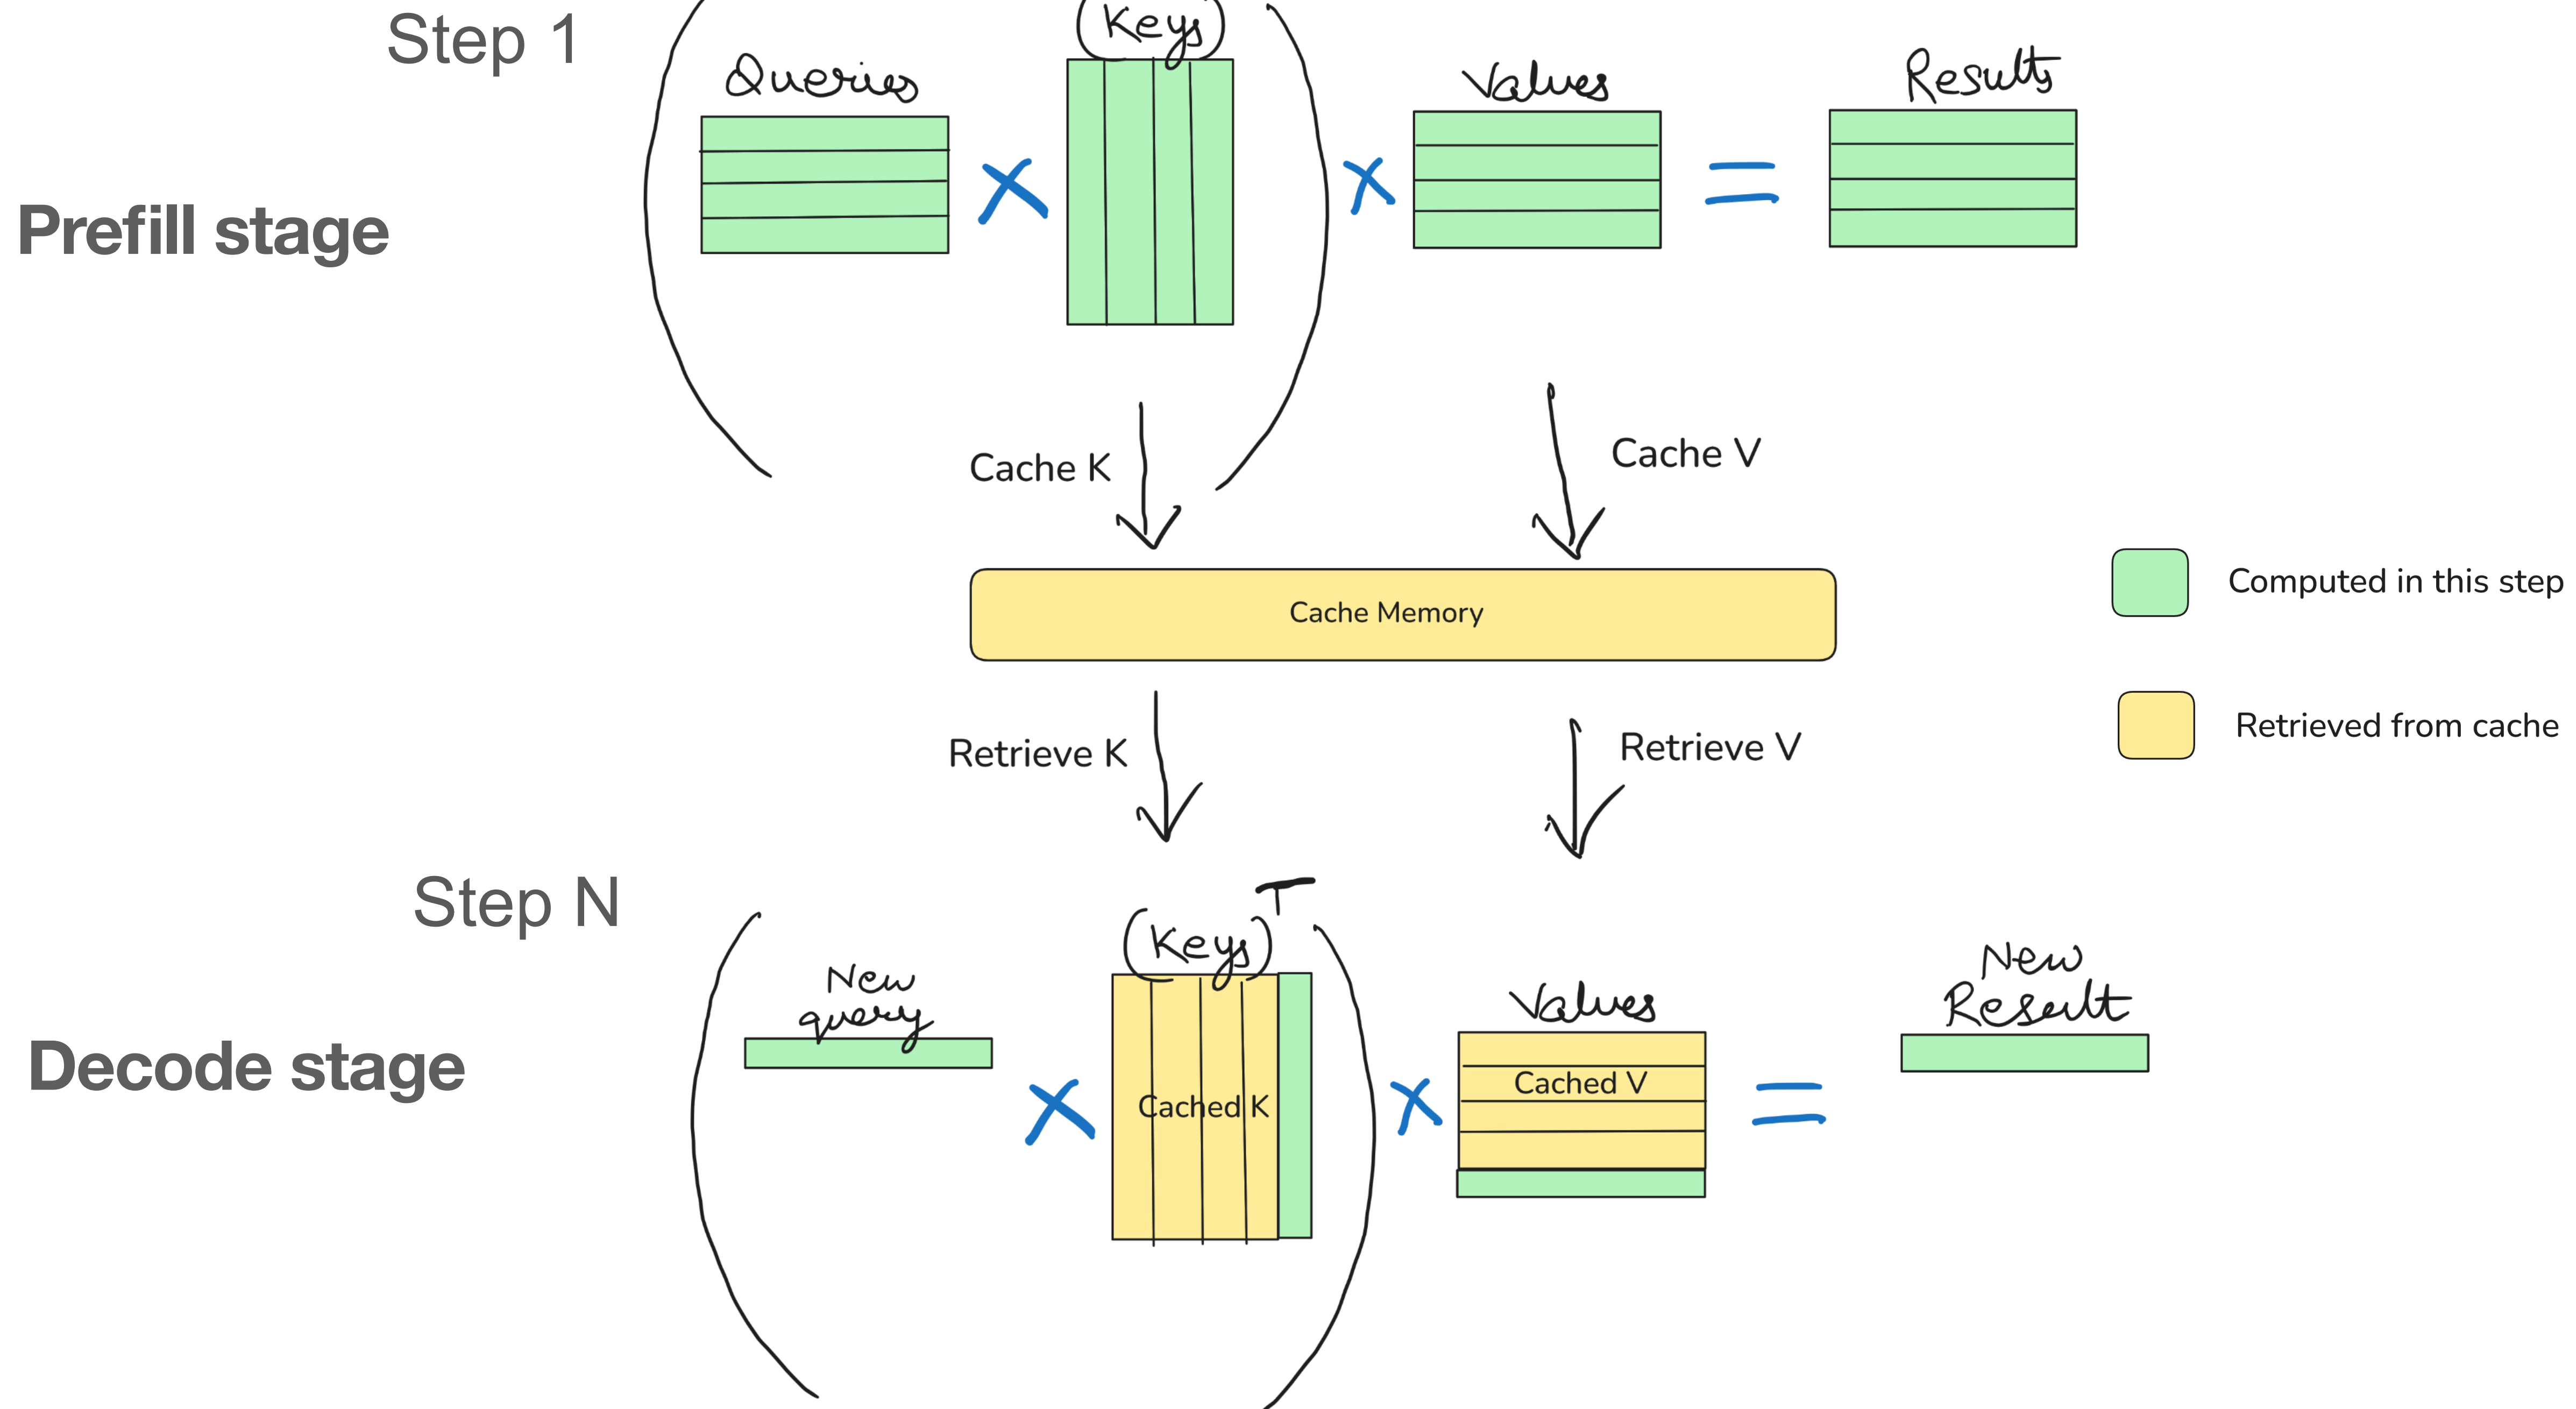 Step 1
(Keys)
Queries
Values
Results
Prefill stage
Cache K
Cache V
Cache Memory
Computed in this step
Retrieved from cache
Retrieve K
Retrieve V
Step N
(Keys)T
New
query
Values
New
Result
Decode stage
Cached K
Cached V